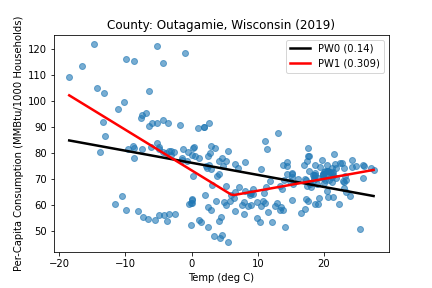 County: Outagamie, Wisconsin (2019)
PW0 (0.14)
PW1 (0.309)
Per-Capita Consumption (MMBtu/1000 Households)
120
110
100
90
80
70
60
50
−20
−10
0
10
20
Temp (deg C)